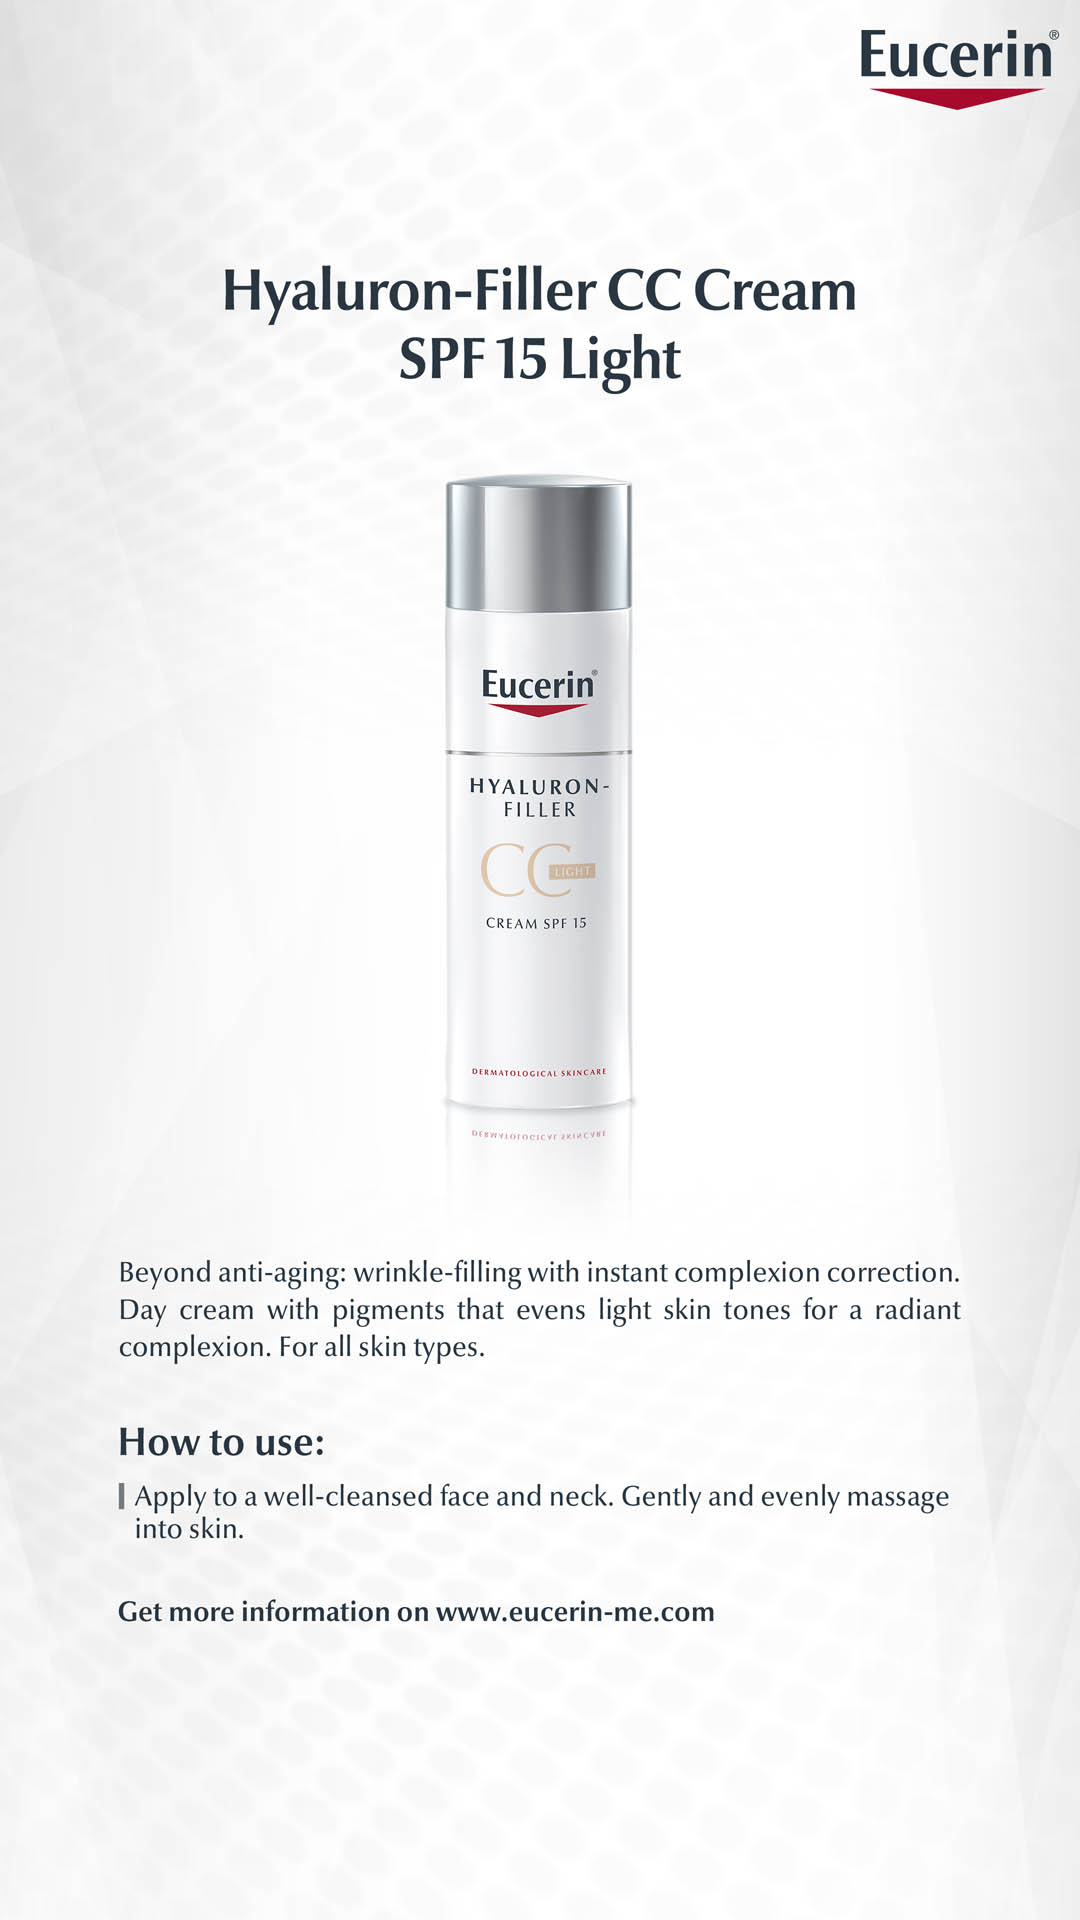 Eucerin®
Hyaluron-Filler CC Cream
SPF 15 Light
Eucerin®
HYALURON-
FILLER
CC LIGHT
CREAM SPF 15
DERMATOLOGICAL SKINCARE
DERMATOLOGICAL SKINCARE
Beyond anti-aging: wrinkle-filling with instant complexion correction.
Day cream with pigments that evens light skin tones for a radiant
complexion. For all skin types.
How to use:
Apply to a well-cleansed face and neck. Gently and evenly massage
into skin.
Get more information on www.eucerin-me.com